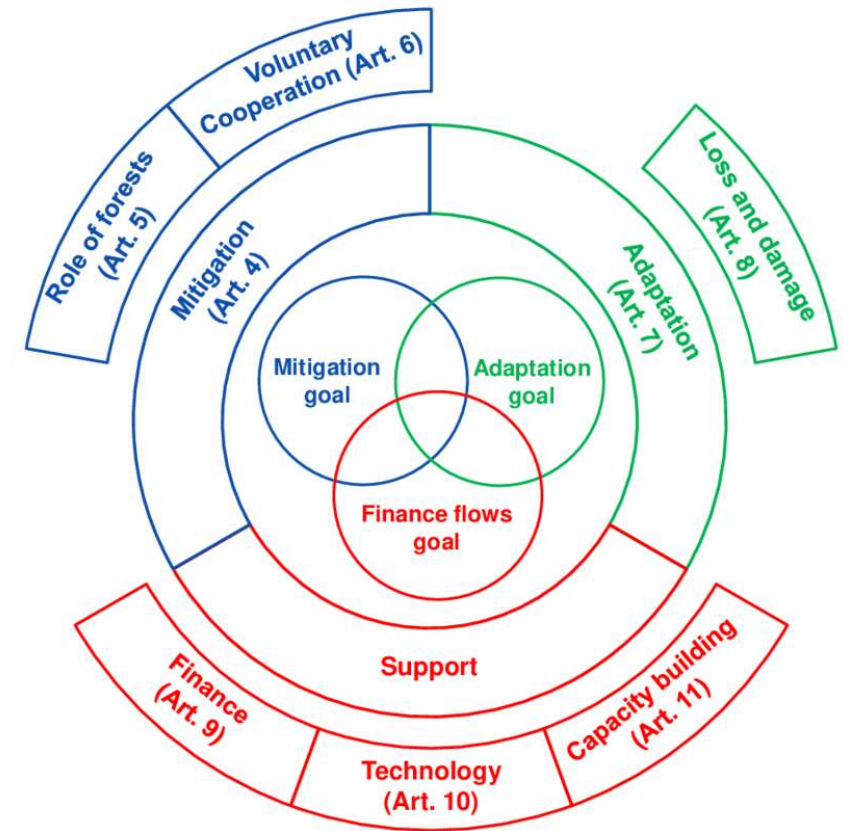 Voluntary
Cooperation (Art. 6)
Role of forests
(Art. 5)
Loss and damage
(Art. 8)
Mitigation
(Art. 4)
Adaptation
(Art. 7)
Mitigation
goal
Adaptation
goal
Finance flows
goal
Support
Finance
(Art. 9)
Technology
(Art. 10)
Capacity building
(Art. 11)